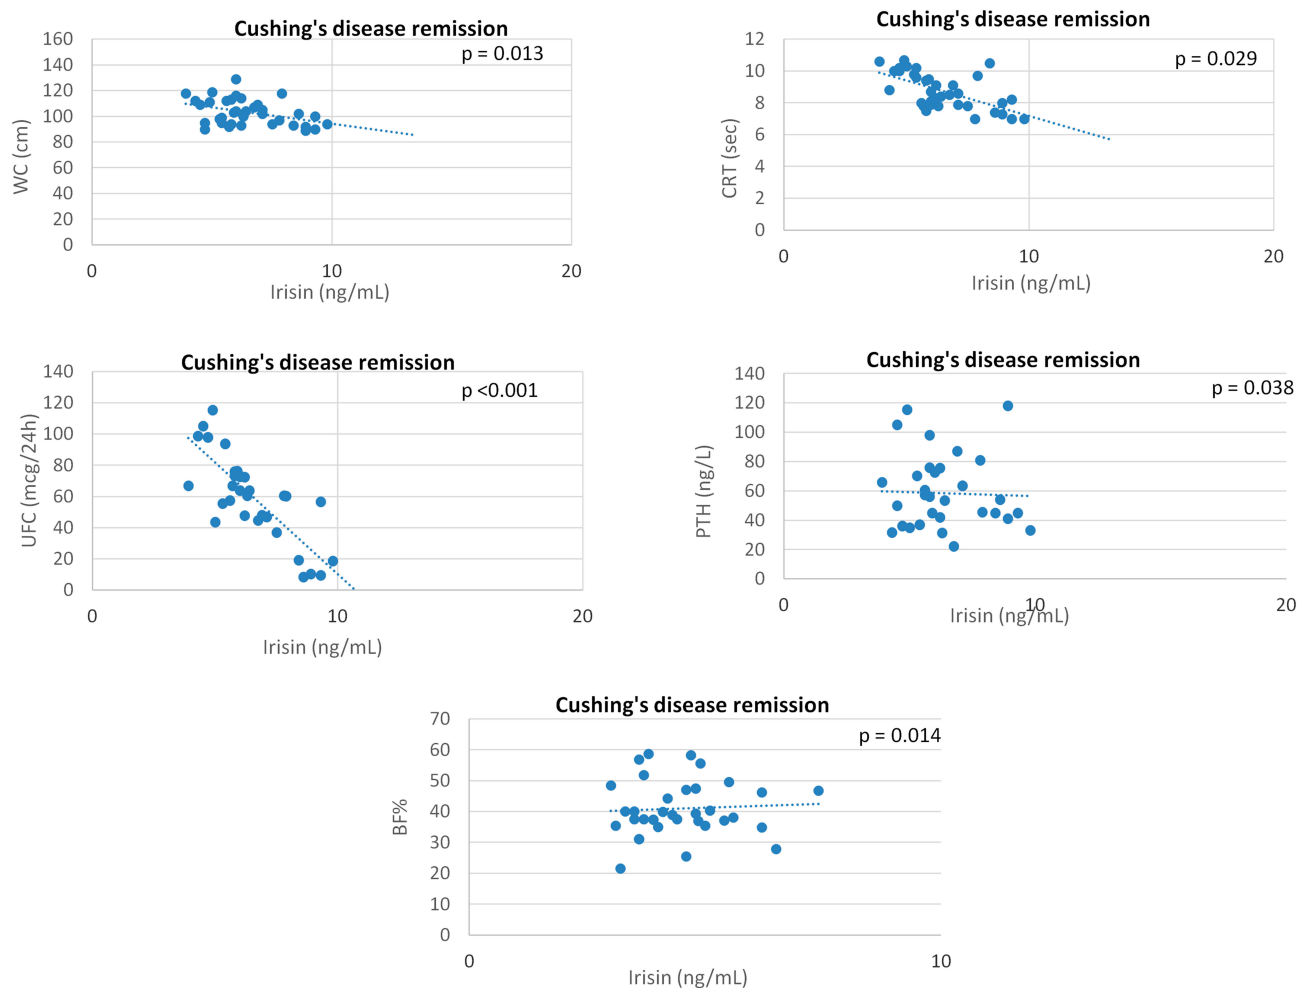 Cushing's disease remission
p = 0.013
WC (cm)
160
140
120
100
80
60
40
20
0
0 10 20
Irisin (ng/mL)
Cushing's disease remission
p = 0.029
CRT (sec)
12
10
8
6
4
2
0
0 10 20
Irisin (ng/mL)
Cushing's disease remission
p <0.001
UFC (mcg/24h)
140
120
100
80
60
40
20
0
0 10 20
Irisin (ng/mL)
Cushing's disease remission
p = 0.038
PTH (ng/L)
140
120
100
80
60
40
20
0
0 10 20
Irisin (ng/mL)
Cushing's disease remission
p = 0.014
BF%
70
60
50
40
30
20
10
0
0 10
Irisin (ng/mL)